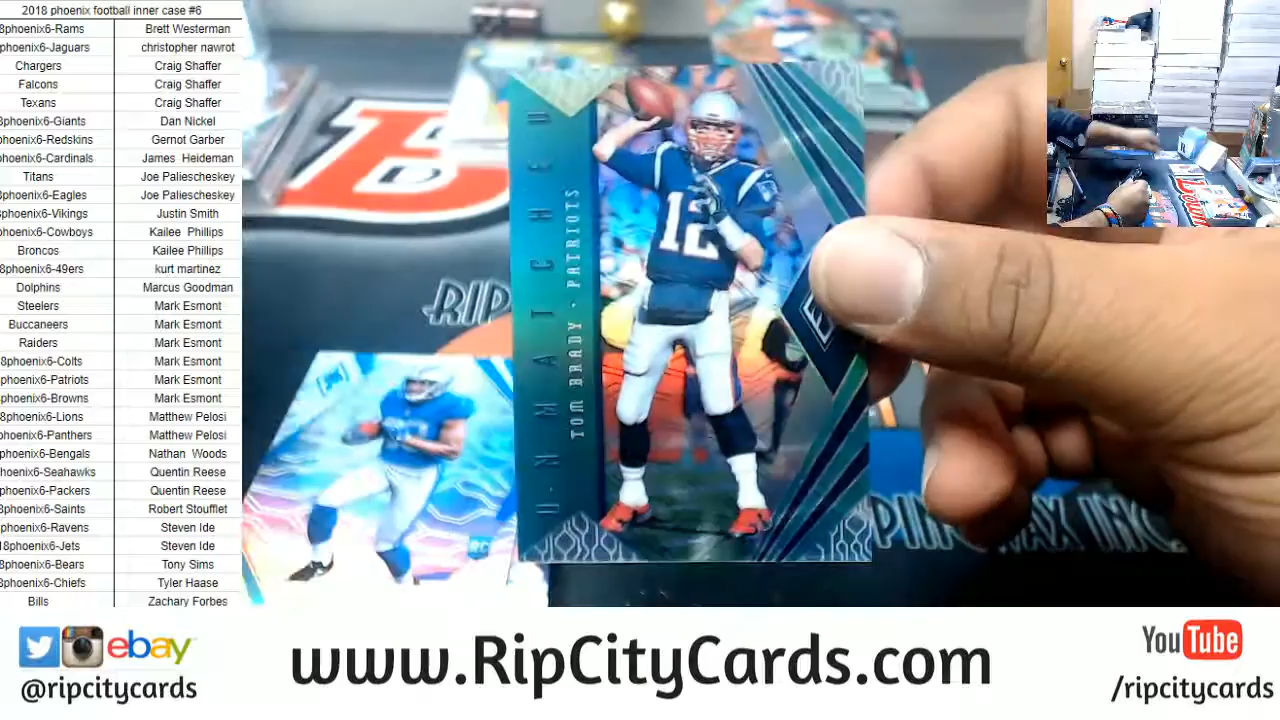 2018 phoenix football inner case #6
8phoenix6-Rams Brett Westerman
phoenix6-Jaguars christopher nawrot
Chargers Craig Shaffer
Falcons Craig Shaffer
Texans Craig Shaffer
8phoenix6-Giants Dan Nickel
phoenix6-Redskins Gernot Garber
phoenix6-Cardinals James Heideman
Titans Joe Paliescheskey
8phoenix6-Eagles Joe Paliescheskey
8phoenix6-Vikings Justin Smith
phoenix6-Cowboys Kailee Phillips
Broncos Kailee Phillips
8phoenix6-49ers kurt martinez
Dolphins Marcus Goodman
Steelers Mark Esmont
Buccaneers Mark Esmont
Raiders Mark Esmont
8phoenix6-Colts Mark Esmont
phoenix6-Patriots Mark Esmont
phoenix6-Browns Mark Esmont
8phoenix6-Lions Matthew Pelosi
phoenix6-Panthers Matthew Pelosi
phoenix6-Bengals Nathan Woods
hoenix6-Seahawks Quentin Reese
phoenix6-Packers Quentin Reese
8phoenix6-Saints Robert Stoufflet
phoenix6-Ravens Steven Ide
18phoenix6-Jets Steven Ide
8phoenix6-Bears Tony Sims
8phoenix6-Chiefs Tyler Haase
Bills Zachary Forbes
UNMATCHED
TOM BRADY · PATRIOTS
12
RIP
RC
PIN WAX INC.
ebay
@ripcitycards
www.RipCityCards.com
YouTube
/ripcitycards